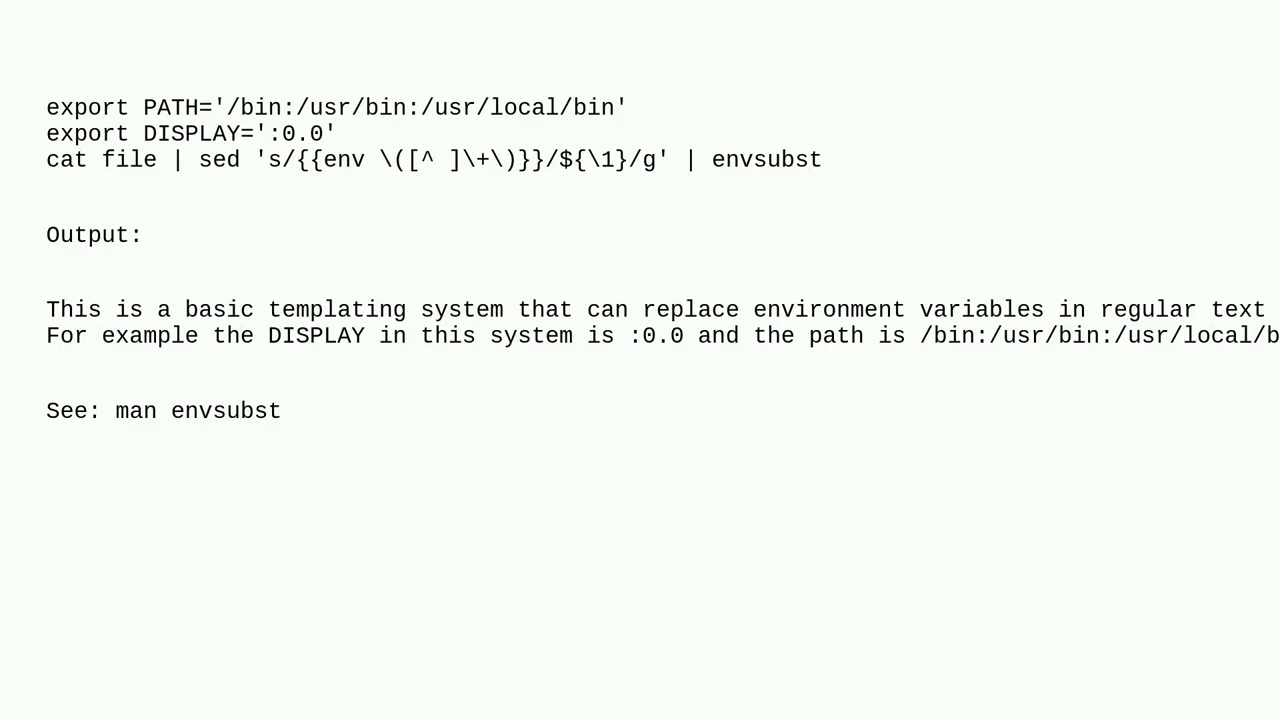 export PATH='/bin:/usr/bin:/usr/local/bin'
export DISPLAY=':0.0'
cat file | sed 's/{{env \([^ ]\+\)}}/${\1}/g' | envsubst
Output:
This is a basic templating system that can replace environment variables in regular text
For example the DISPLAY in this system is :0.0 and the path is /bin:/usr/bin:/usr/local/b
See: man envsubst